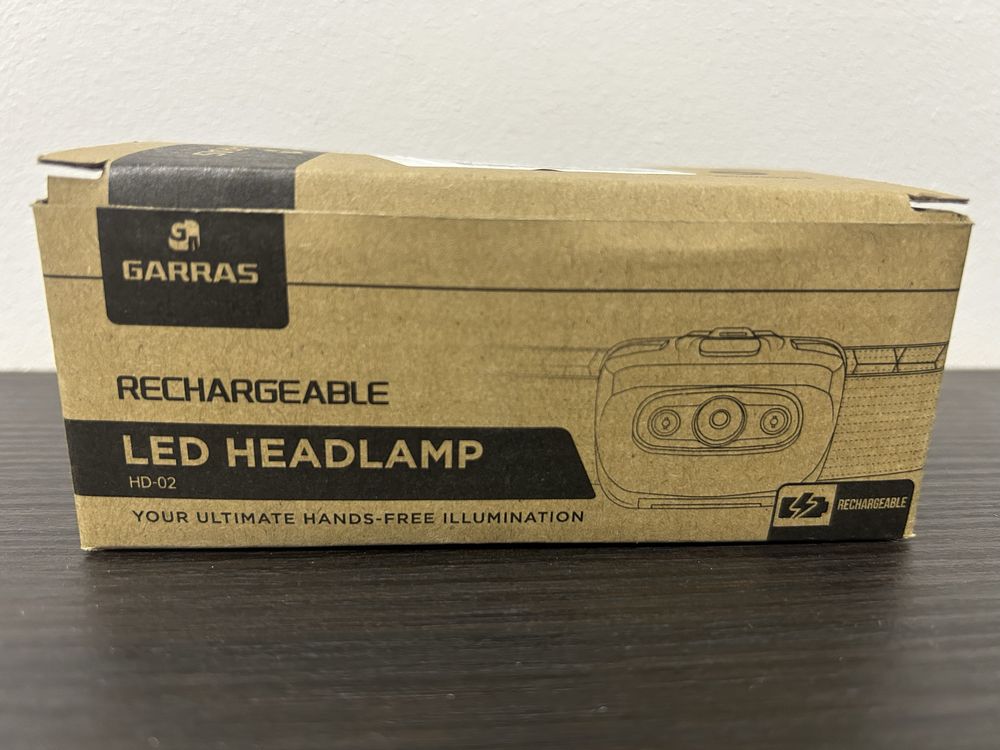 GARRAS
RECHARGEABLE
LED HEADLAMP
HD-02
YOUR ULTIMATE HANDS-FREE ILLUMINATION
RECHARGEABLE